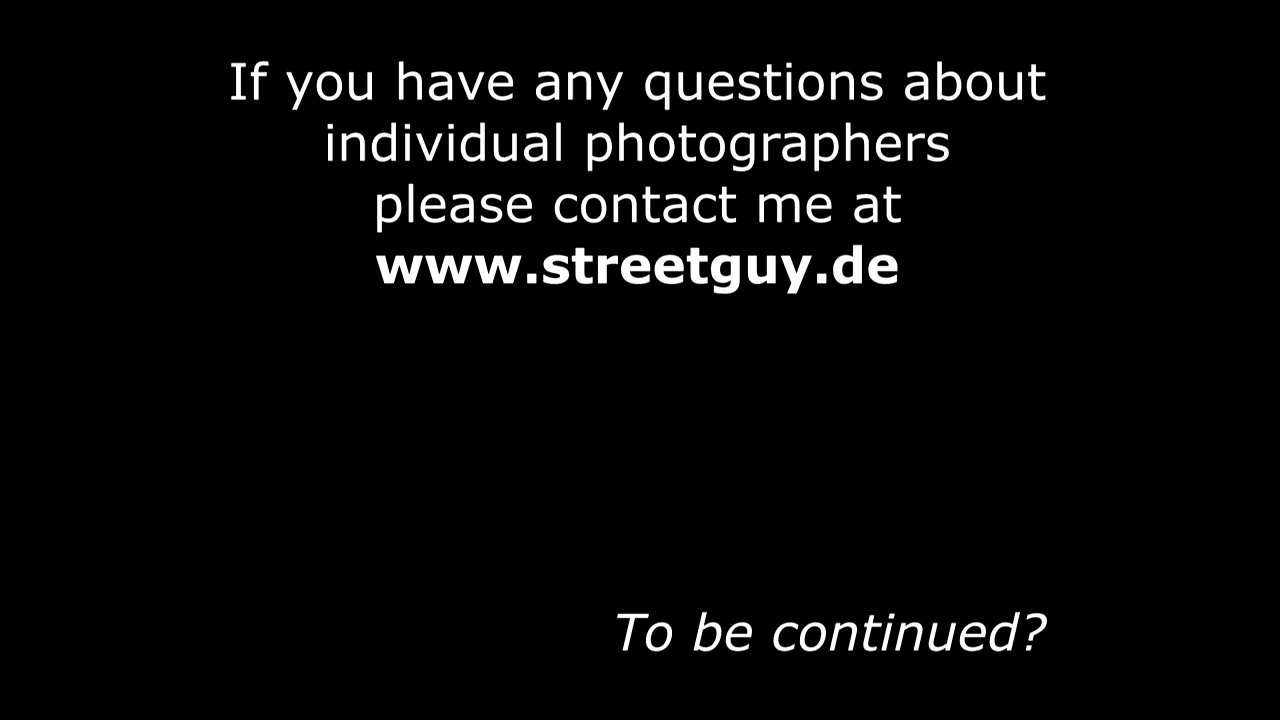 If you have any questions about
individual photographers
please contact me at
www.streetguy.de
To be continued?